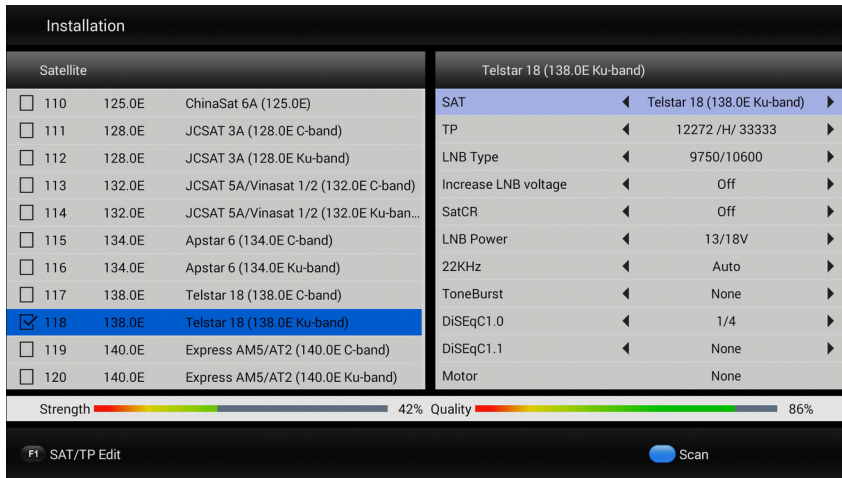 Installation
Satellite
110 125.0E ChinaSat 6A (125.0E)
111 128.0E JCSAT 3A (128.0E C-band)
112 128.0E JCSAT 3A (128.0E Ku-band)
113 132.0E JCSAT 5A/Vinasat 1/2 (132.0E C-band)
114 132.0E JCSAT 5A/Vinasat 1/2 (132.0E Ku-ban...
115 134.0E Apstar 6 (134.0E C-band)
116 134.0E Apstar 6 (134.0E Ku-band)
117 138.0E Telstar 18 (138.0E C-band)
118 138.0E Telstar 18 (138.0E Ku-band)
119 140.0E Express AM5/AT2 (140.0E C-band)
120 140.0E Express AM5/AT2 (140.0E Ku-band)
Telstar 18 (138.0E Ku-band)
SAT Telstar 18 (138.0E Ku-band)
TP 12272 /H/ 33333
LNB Type 9750/10600
Increase LNB voltage Off
SatCR Off
LNB Power 13/18V
22KHz Auto
ToneBurst None
DiSEqC1.0 1/4
DiSEqC1.1 None
Motor None
Strength 42% Quality 86%
F1 SAT/TP Edit Scan